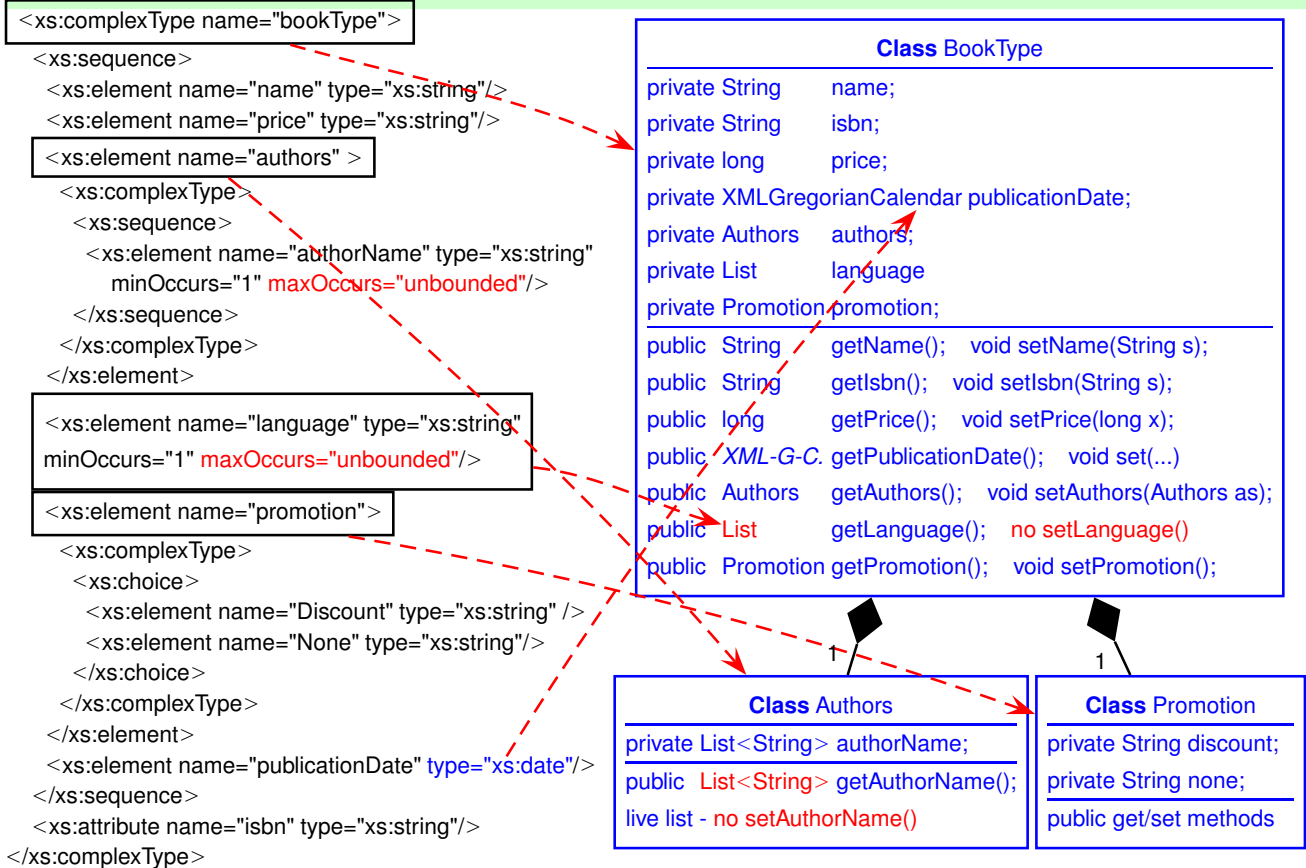 <xs:complexType name="bookType">
<xs:sequence>
<xs:element name="name" type="xs:string"/>
<xs:element name="price" type="xs:string"/>
<xs:element name="authors" >
<xs:complexType>
<xs:sequence>
<xs:element name="authorName" type="xs:string"
minOccurs="1" maxOccurs="unbounded"/>
</xs:sequence>
</xs:complexType>
</xs:element>
<xs:element name="language" type="xs:string"
minOccurs="1" maxOccurs="unbounded"/>
<xs:element name="promotion">
<xs:complexType>
<xs:choice>
<xs:element name="Discount" type="xs:string" />
<xs:element name="None" type="xs:string"/>
</xs:choice>
</xs:complexType>
</xs:element>
<xs:element name="publicationDate" type="xs:date"/>
</xs:sequence>
<xs:attribute name="isbn" type="xs:string"/>
</xs:complexType>
Class BookType
private String name;
private String isbn;
private long price;
private XMLGregorianCalendar publicationDate;
private Authors authors;
private List language
private Promotion promotion;
public String getName(); void setName(String s);
public String getIsbn(); void setIsbn(String s);
public long getPrice(); void setPrice(long x);
public XML-G-C. getPublicationDate(); void set(...)
public Authors getAuthors(); void setAuthors(Authors as);
public List getLanguage(); no setLanguage()
public Promotion getPromotion(); void setPromotion();
1
1
Class Authors
private List<String> authorName;
public List<String> getAuthorName();
live list - no setAuthorName()
Class Promotion
private String discount;
private String none;
public get/set methods